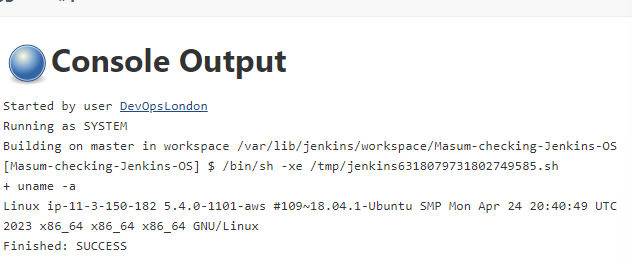 Console Output
Started by user DevOpsLondon
Running as SYSTEM
Building on master in workspace /var/lib/jenkins/workspace/Masum-checking-Jenkins-OS
[Masum-checking-Jenkins-OS] $ /bin/sh -xe /tmp/jenkins6318079731802749585.sh
+ uname -a
Linux ip-11-3-150-182 5.4.0-1101-aws #109~18.04.1-Ubuntu SMP Mon Apr 24 20:40:49 UTC
2023 x86_64 x86_64 x86_64 GNU/Linux
Finished: SUCCESS